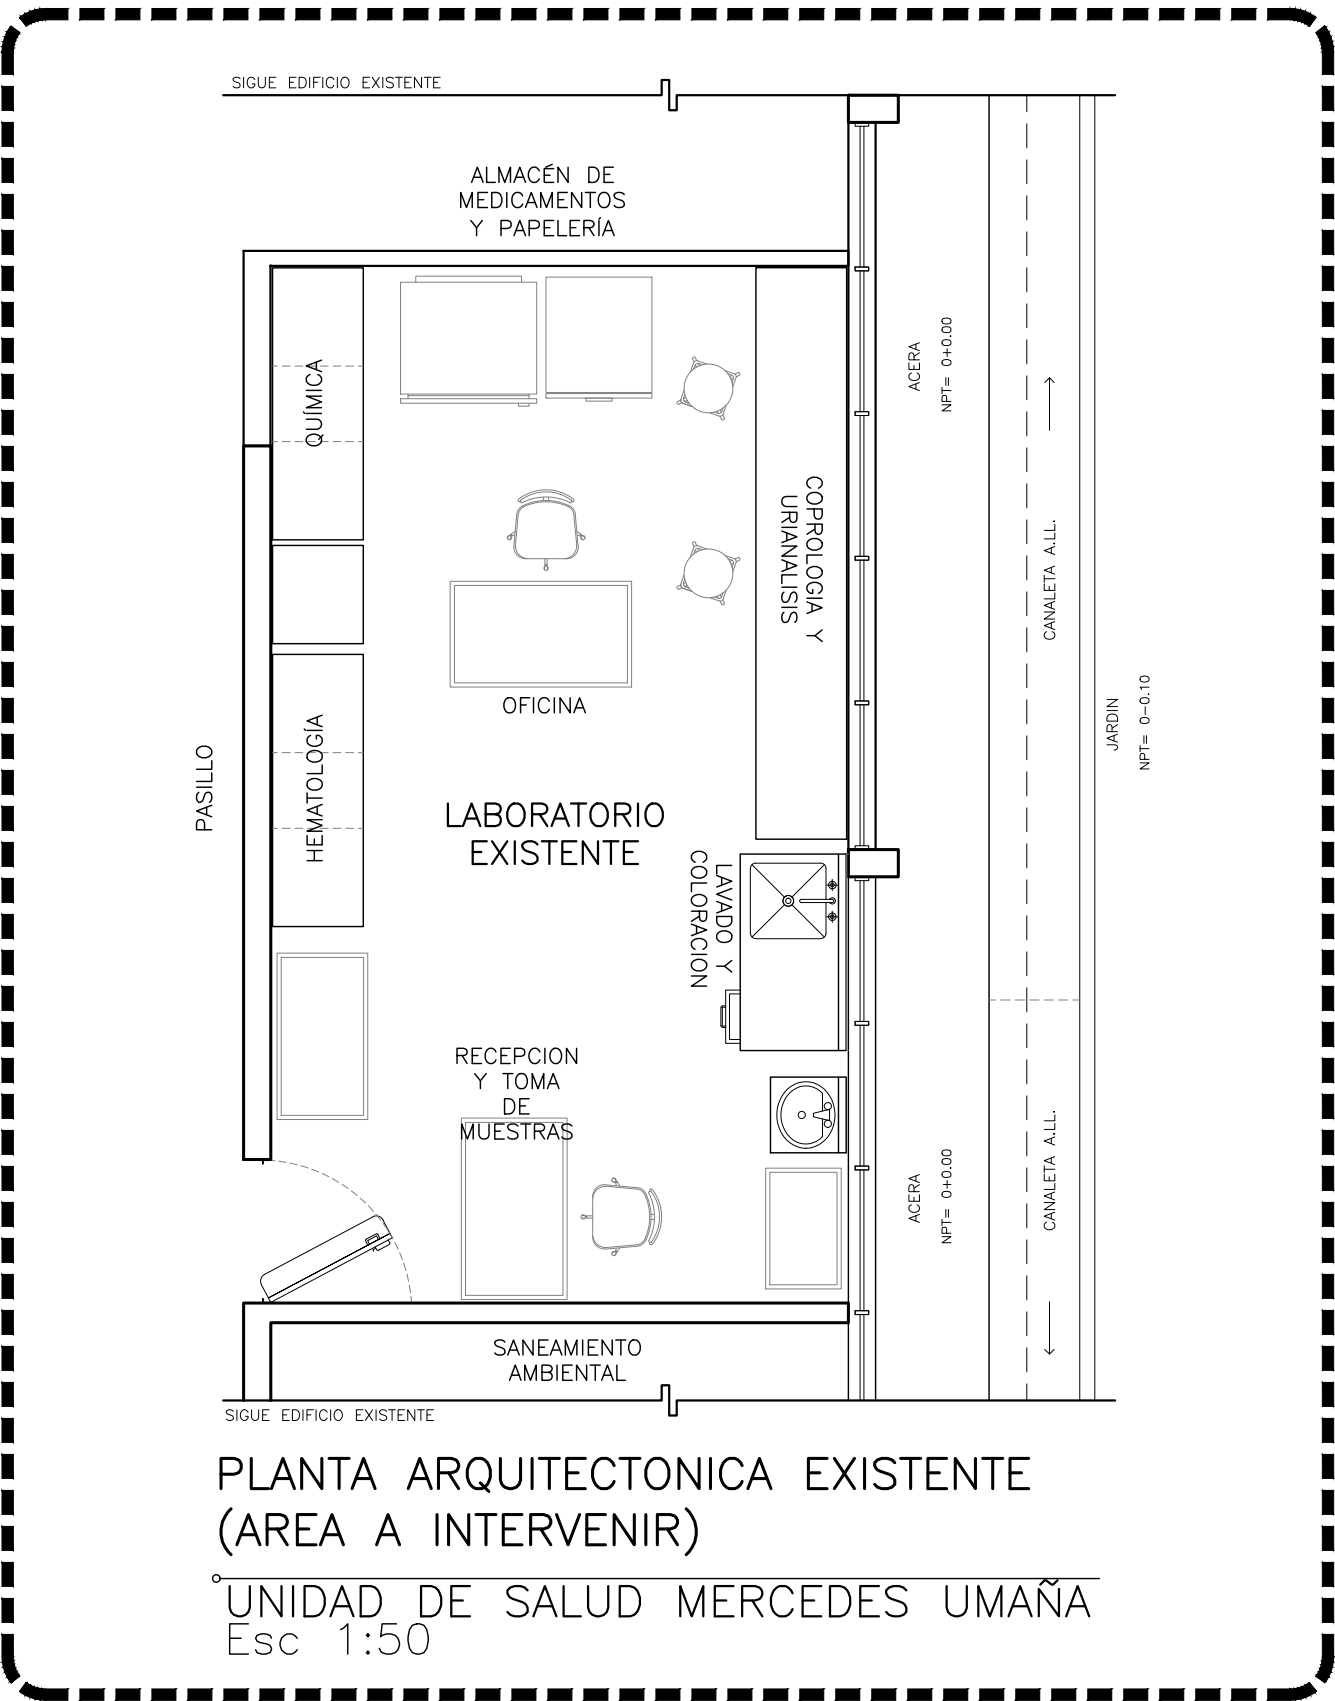 SIGUE EDIFICIO EXISTENTE
ALMACÉN DE
MEDICAMENTOS
Y PAPELERÍA
QUÍMICA
ACERA
NPT= 0+0.00
COPROLOGIA Y
URIANALISIS
CANALETA A.LL.
OFICINA
JARDIN
NPT= 0-0.10
PASILLO
HEMATOLOGÍA
LABORATORIO
EXISTENTE
LAVADO Y
COLORACION
RECEPCION
Y TOMA
DE
MUESTRAS
ACERA
NPT= 0+0.00
CANALETA A.LL.
SANEAMIENTO
AMBIENTAL
SIGUE EDIFICIO EXISTENTE
PLANTA ARQUITECTONICA EXISTENTE
(AREA A INTERVENIR)
UNIDAD DE SALUD MERCEDES UMAÑA
Esc 1:50